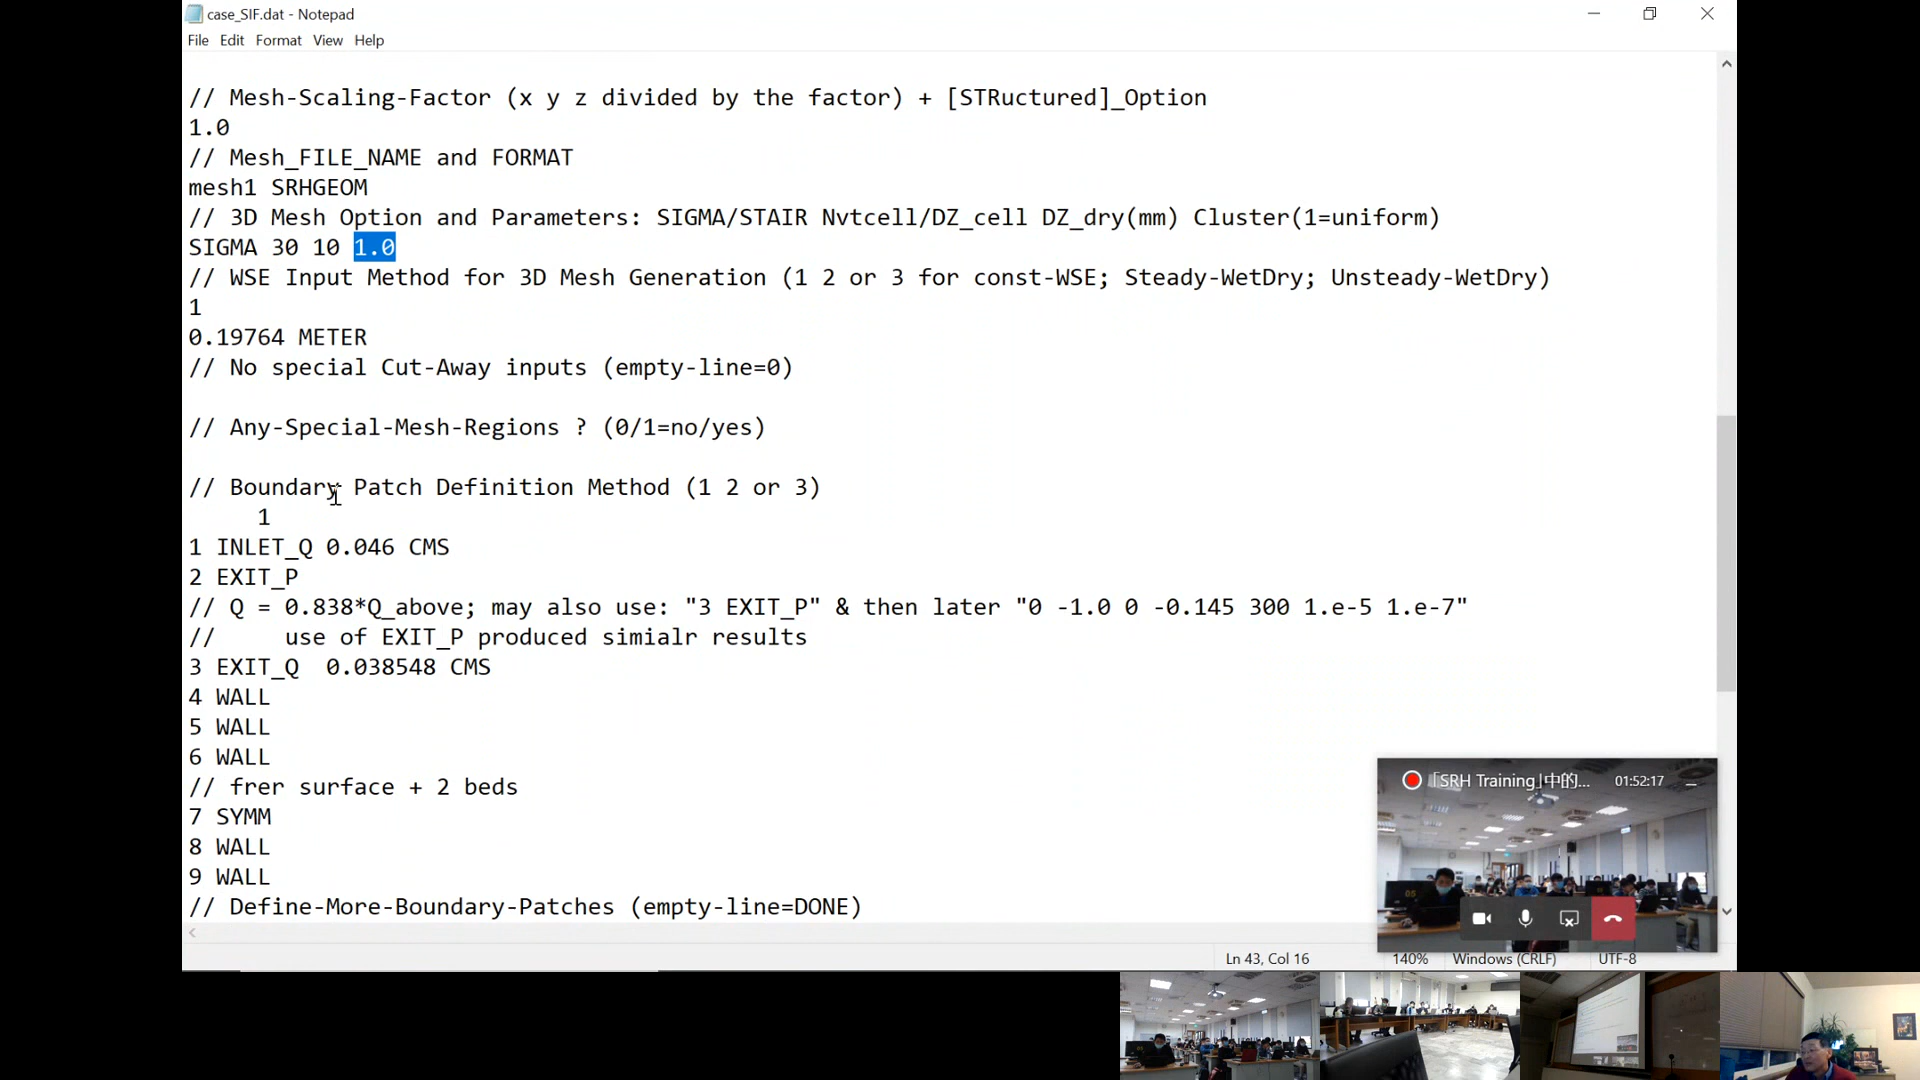 case_SIF.dat - Notepad
File Edit Format View Help
// Mesh-Scaling-Factor (x y z divided by the factor) + [STRuctured]_Option
1.0
// Mesh_FILE_NAME and FORMAT
mesh1 SRHGEOM
// 3D Mesh Option and Parameters: SIGMA/STAIR Nvtcell/DZ_cell DZ_dry(mm) Cluster(1=uniform)
SIGMA 30 10 1.0
// WSE Input Method for 3D Mesh Generation (1 2 or 3 for const-WSE; Steady-WetDry; Unsteady-WetDry)
1
0.19764 METER
// No special Cut-Away inputs (empty-line=0)
// Any-Special-Mesh-Regions ? (0/1=no/yes)
// Boundary Patch Definition Method (1 2 or 3)
1
1 INLET_Q 0.046 CMS
2 EXIT_P
// Q = 0.838*Q_above; may also use: "3 EXIT_P" & then later "0 -1.0 0 -0.145 300 1.e-5 1.e-7"
// use of EXIT_P produced simialr results
3 EXIT_Q 0.038548 CMS
4 WALL
5 WALL
6 WALL
// frer surface + 2 beds
7 SYMM
8 WALL
9 WALL
// Define-More-Boundary-Patches (empty-line=DONE)
「SRH Training」中的... 01:52:17
05
Ln 43, Col 16 140% Windows (CRLF) UTF-8